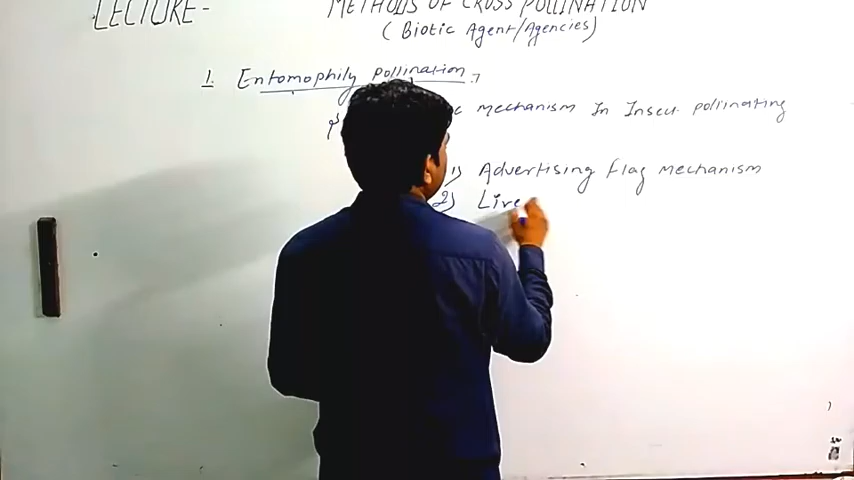 LECTURE- METHODS OF CROSS POLLINATION
( Biotic Agent/Agencies)
1. Entomophily pollination :-
mechanism In Insect pollinating
1) Advertising flag mechanism
2) Live